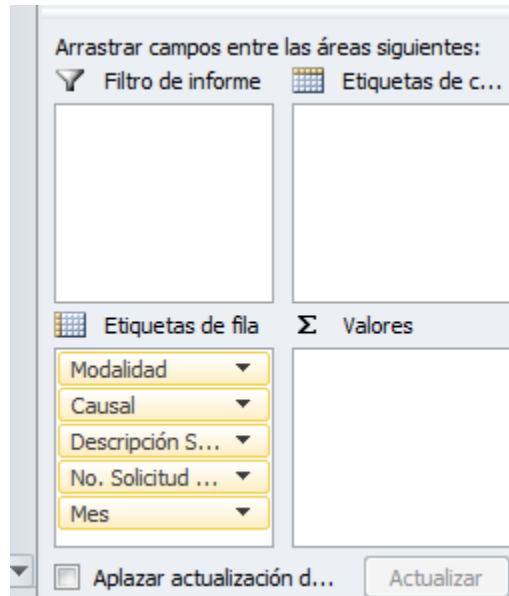 Arrastrar campos entre las áreas siguientes:
Filtro de informe
Etiquetas de c...
Etiquetas de fila
Σ Valores
Modalidad
Causal
Descripción S...
No. Solicitud ...
Mes
Aplazar actualización d...
Actualizar